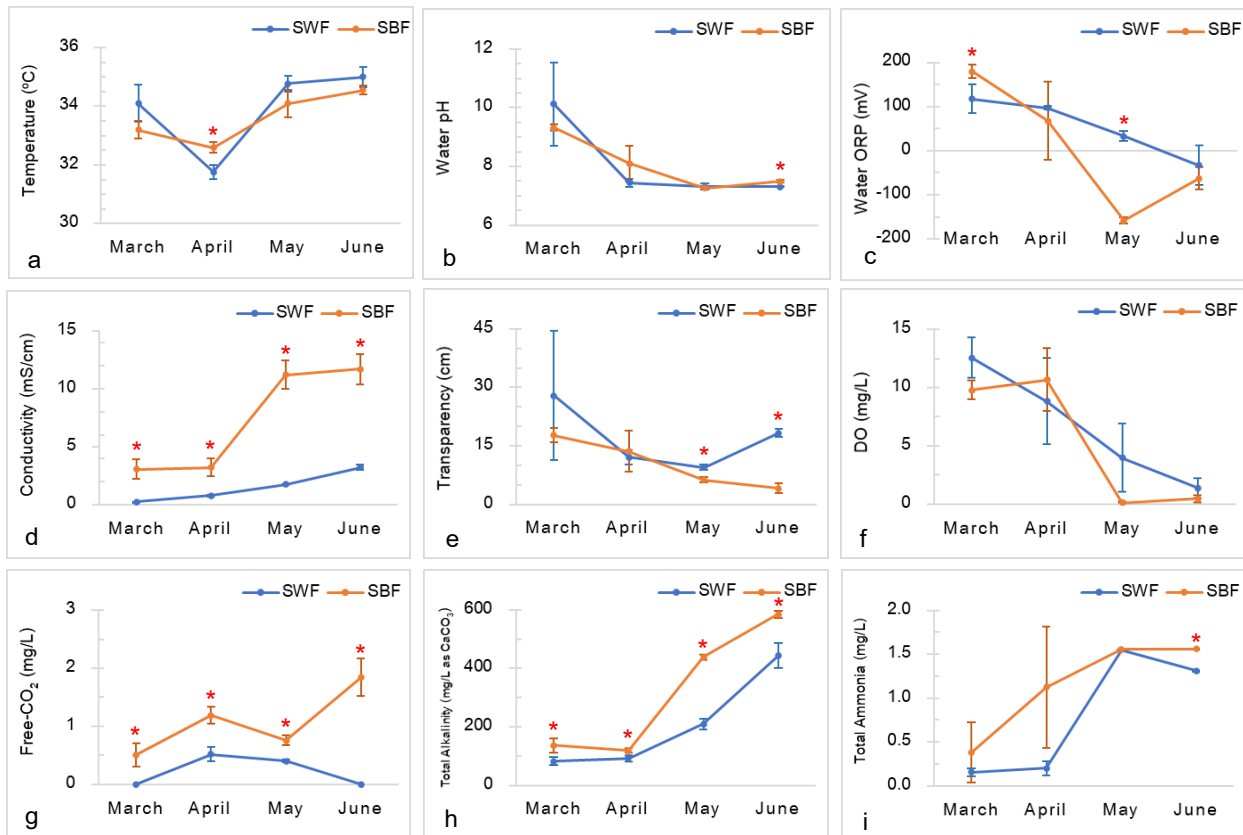 SWF SBF
Temperature (ºC)
36
34
32
30
*
March April May June
a
SWF SBF
Water pH
12
10
8
6
*
March April May June
b
SWF SBF
Water ORP (mV)
200
100
0
-100
-200
*
*
March April May June
c
SWF SBF
Conductivity (mS/cm)
15
10
5
0
*
*
*
*
March April May June
d
SWF SBF
Transparency (cm)
45
30
15
0
*
*
March April May June
e
SWF SBF
DO (mg/L)
15
10
5
0
March April May June
f
SWF SBF
Free-CO₂ (mg/L)
3
2
1
0
*
*
*
*
March April May June
g
SWF SBF
Total Alkalinity (mg/L as CaCO₃)
600
400
200
0
*
*
*
*
March April May June
h
SWF SBF
Total Ammonia (mg/L)
2.0
1.5
1.0
0.5
0.0
*
March April May June
i